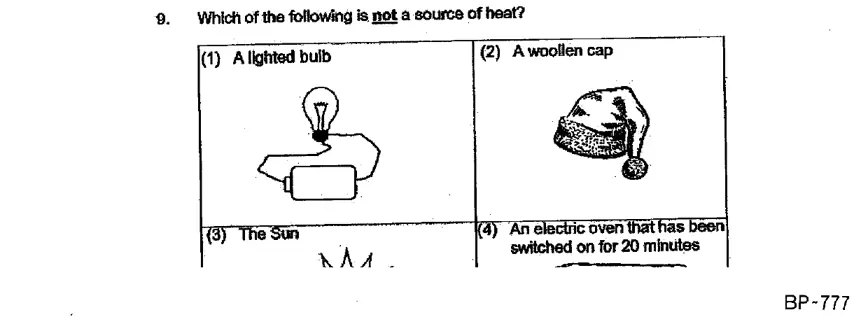 9. Which of the following is not a source of heat?
(1) A lighted bulb
(2) A woollen cap
(3) The Sun
(4) An electric oven that has been
switched on for 20 minutes
BP-777